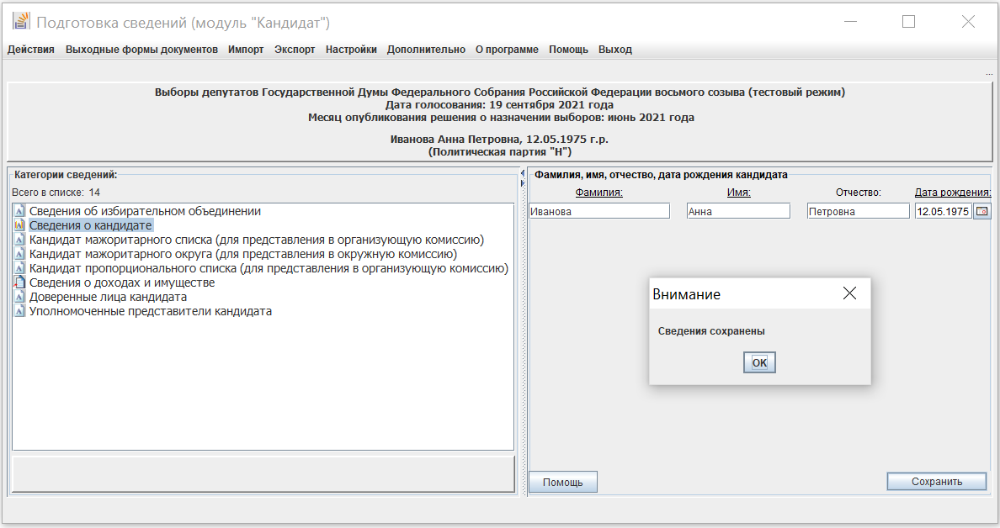 Подготовка сведений (модуль "Кандидат")
Действия Выходные формы документов Импорт Экспорт Настройки Дополнительно О программе Помощь Выход
...
Выборы депутатов Государственной Думы Федерального Собрания Российской Федерации восьмого созыва (тестовый режим)
Дата голосования: 19 сентября 2021 года
Месяц опубликования решения о назначении выборов: июнь 2021 года
Иванова Анна Петровна, 12.05.1975 г.р.
(Политическая партия "Н")
Категории сведений:
Всего в списке: 14
Сведения об избирательном объединении
Сведения о кандидате
Кандидат мажоритарного списка (для представления в организующую комиссию)
Кандидат мажоритарного округа (для представления в окружную комиссию)
Кандидат пропорционального списка (для представления в организующую комиссию)
Сведения о доходах и имуществе
Доверенные лица кандидата
Уполномоченные представители кандидата
Фамилия, имя, отчество, дата рождения кандидата
Фамилия: Имя: Отчество: Дата рождения:
Иванова Анна Петровна 12.05.1975
Внимание
Сведения сохранены
OK
Помощь Сохранить